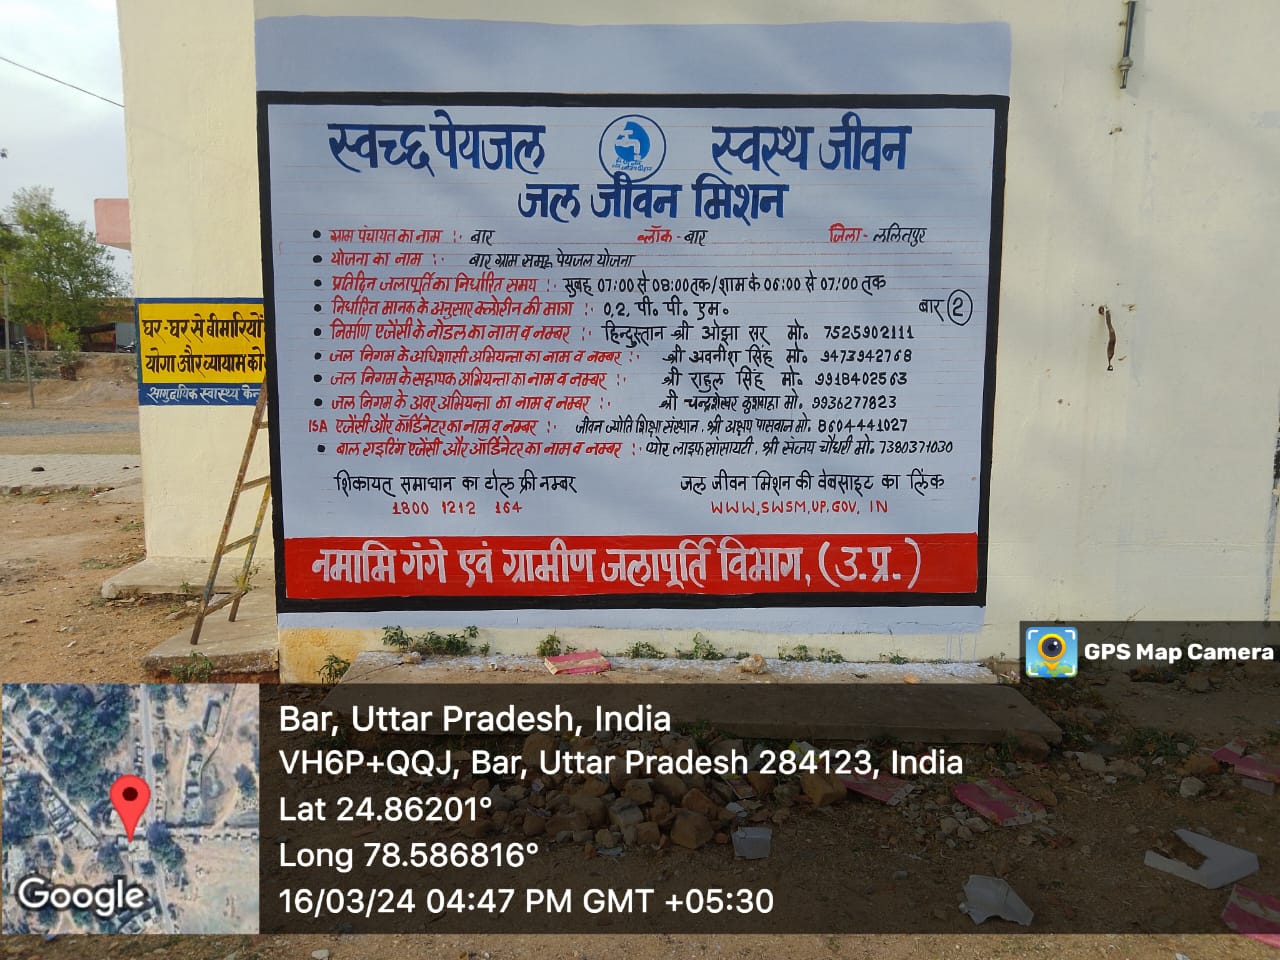 स्वच्छ पेयजल स्वस्थ जीवन
जल जीवन मिशन
• ग्राम पंचायत का नाम :- बार ब्लॉक - बार जिला - ललितपुर
• योजना का नाम :- बार ग्राम समूह पेयजल योजना
• प्रतिदिन जलापूर्ति का निर्धारित समय :- सुबह 07:00 से 08:00 तक / शाम के 06:00 से 07:00 तक
• निर्धारित मानक के अनुसार क्लोरीन की मात्रा :- 0,2, पी. पी. एम. बार 2
• निर्माण एजेंसी के नोडल का नाम व नम्बर :- हिन्दुस्तान श्री ओझा सर मो. 7525902111
• जल निगम के अधिशासी अभियन्ता का नाम व नम्बर :- श्री अवनीश सिंह मो. 9473942768
• जल निगम के सहायक अभियन्ता का नाम व नम्बर :- श्री राहुल सिंह मो. 9918402563
• जल निगम के अवर अभियन्ता का नाम व नम्बर :- श्री चन्द्रशेखर कुशवाहा मो. 9936277823
ISA एजेंसी और कॉर्डिनेटर का नाम व नम्बर :- जीवन ज्योति शिक्षा संस्थान, श्री अक्षय पासवान मो. 8604441027
• बाल राइटिंग एजेंसी और ऑर्डिनेटर का नाम व नम्बर :- प्योर लाइफ सोसायटी, श्री संजय चौधरी मो. 7380371030
शिकायत समाधान का टोल फ्री नम्बर जल जीवन मिशन की वेबसाइट का लिंक
1800 1212 164 WWW.SWSM.UP.GOV. IN
नमामि गंगे एवं ग्रामीण जलापूर्ति विभाग, (उ.प्र.)
घर-घर से बीमारियों
योगा और व्यायाम को
सामुदायिक स्वास्थ्य केन्
GPS Map Camera
Bar, Uttar Pradesh, India
VH6P+QQJ, Bar, Uttar Pradesh 284123, India
Lat 24.86201°
Long 78.586816°
16/03/24 04:47 PM GMT +05:30
Google